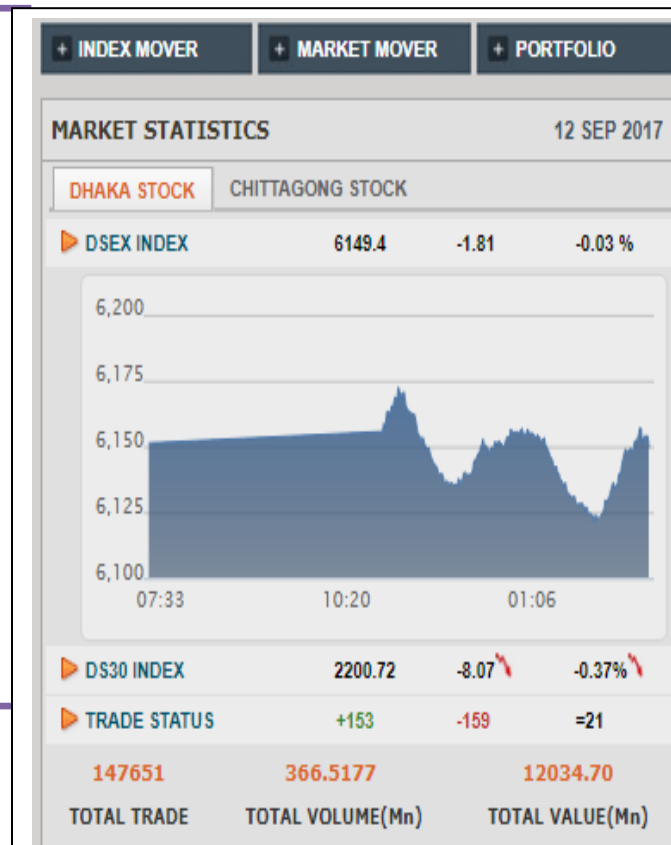 + INDEX MOVER + MARKET MOVER + PORTFOLIO
MARKET STATISTICS 12 SEP 2017
DHAKA STOCK CHITTAGONG STOCK
DSEX INDEX 6149.4 -1.81 -0.03 %
6,200
6,175
6,150
6,125
6,100
07:33 10:20 01:06
DS30 INDEX 2200.72 -8.07 -0.37%
TRADE STATUS +153 -159 =21
147651 366.5177 12034.70
TOTAL TRADE TOTAL VOLUME(Mn) TOTAL VALUE(Mn)